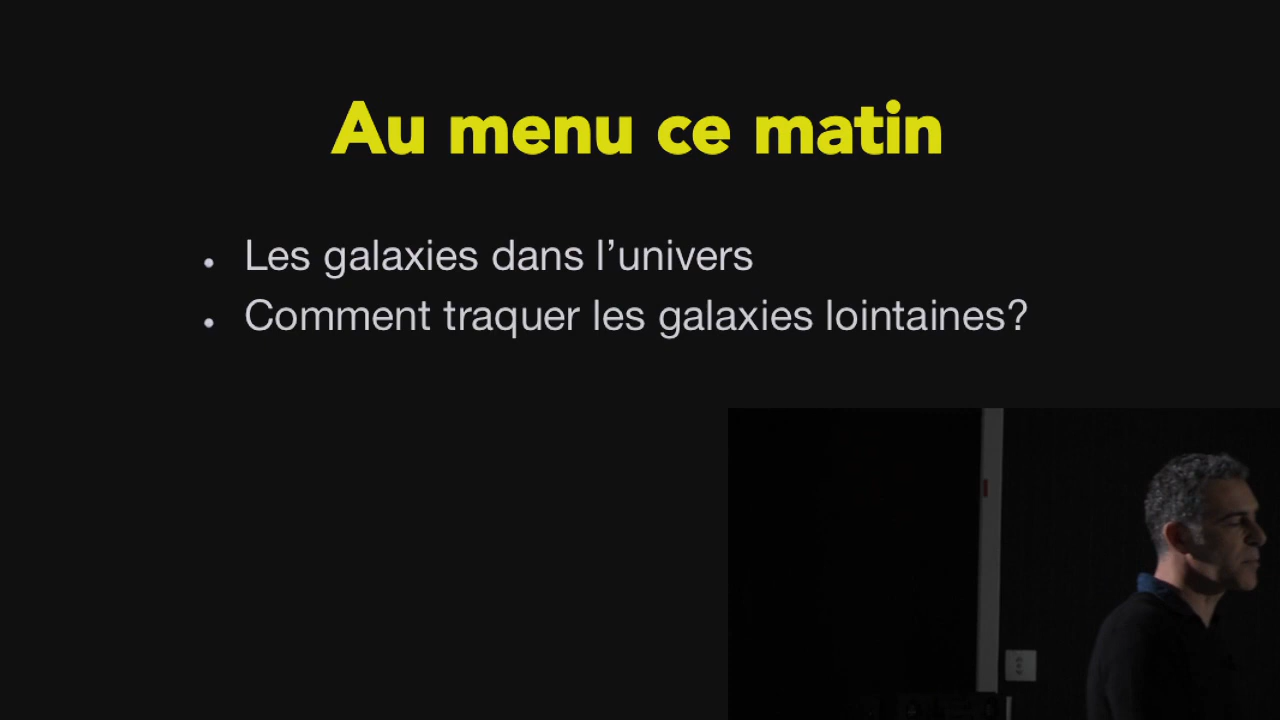 Au menu ce matin
• Les galaxies dans l’univers
• Comment traquer les galaxies lointaines?